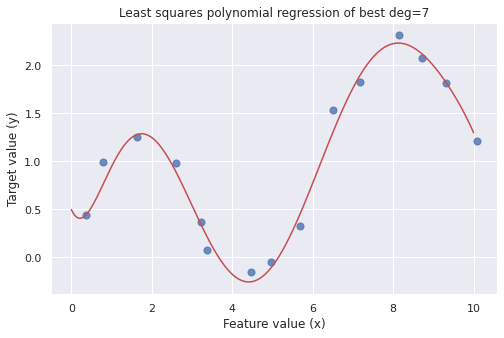 Least squares polynomial regression of best deg=7
Target value (y)
2.0
1.5
1.0
0.5
0.0
0 2 4 6 8 10
Feature value (x)